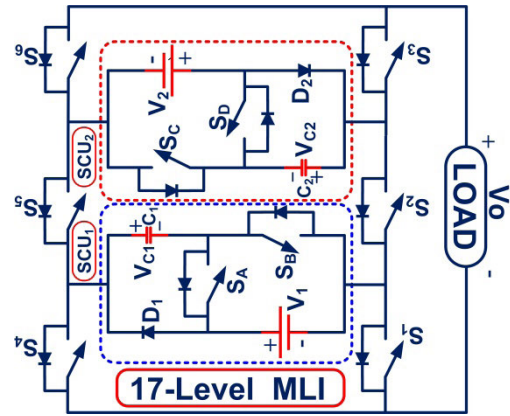 S6
S3
V2
-
+
D2
SC
SD
C2
-
+
VC2
SCU2
S5
SCU1
S2
+
Vo
LOAD
-
+
C1
-
VC1
SB
SA
D1
V1
+
-
S4
S1
17-Level MLI